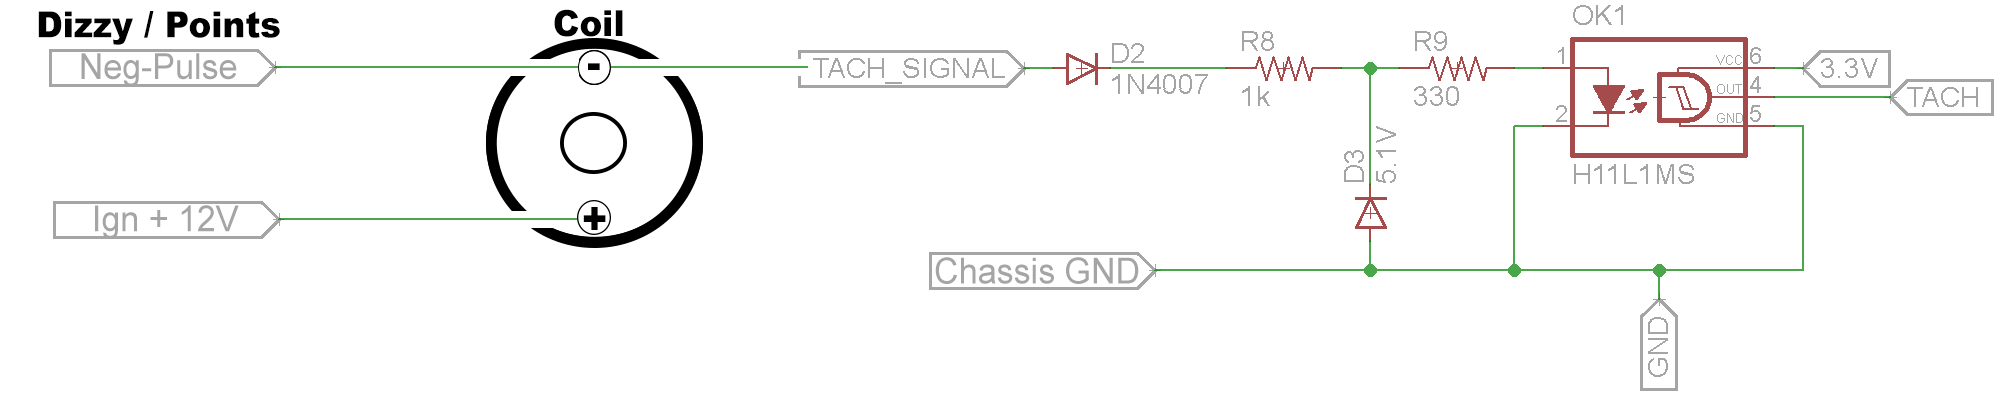 Dizzy / Points
Neg-Pulse
Ign + 12V
Coil
-
+
TACH_SIGNAL
D2
1N4007
R8
1k
R9
330
D3
5.1V
OK1
1
2
VCC
6
OUT
4
GND
5
H11L1MS
3.3V
TACH
Chassis GND
GND